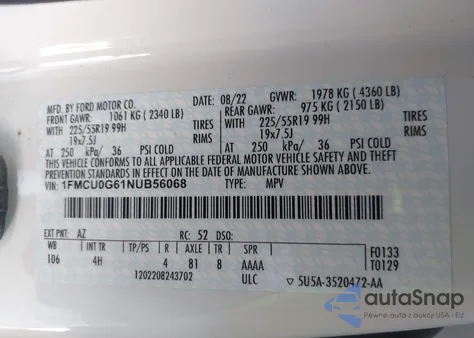 MFD. BY FORD MOTOR CO. 08/22 GVWR: 1978 KG ( 4360 LB)
FRONT GAWR: 1061 KG ( 2340 LB) REAR GAWR: 975 KG ( 2150 LB)
WITH 225/55R19 99H TIRES WITH 225/55R19 99H TIRES
19x7.5J RIMS 19x7.5J RIMS
AT 250 kPa/ 36 PSI COLD AT 250 kPa/ 36 PSI COLD
THIS VEHICLE CONFORMS TO ALL APPLICABLE FEDERAL MOTOR VEHICLE SAFETY AND THEFT
PREVENTION STANDARDS IN EFFECT ON THE DATE OF MANUFACTURE SHOWN ABOVE.
VIN: 1FMCU0G61NUB56068 TYPE: MPV
EXT PNT: AZ RC: 52 DSO:
WB INT TR TP/PS R AXLE TR SPR F0133
106 4H 4 81 8 AAAA T0129
1202208243702 ULC 5U5A-3520472-AA
autoSnap
Pewne samochody aukcyjne z USA - EU